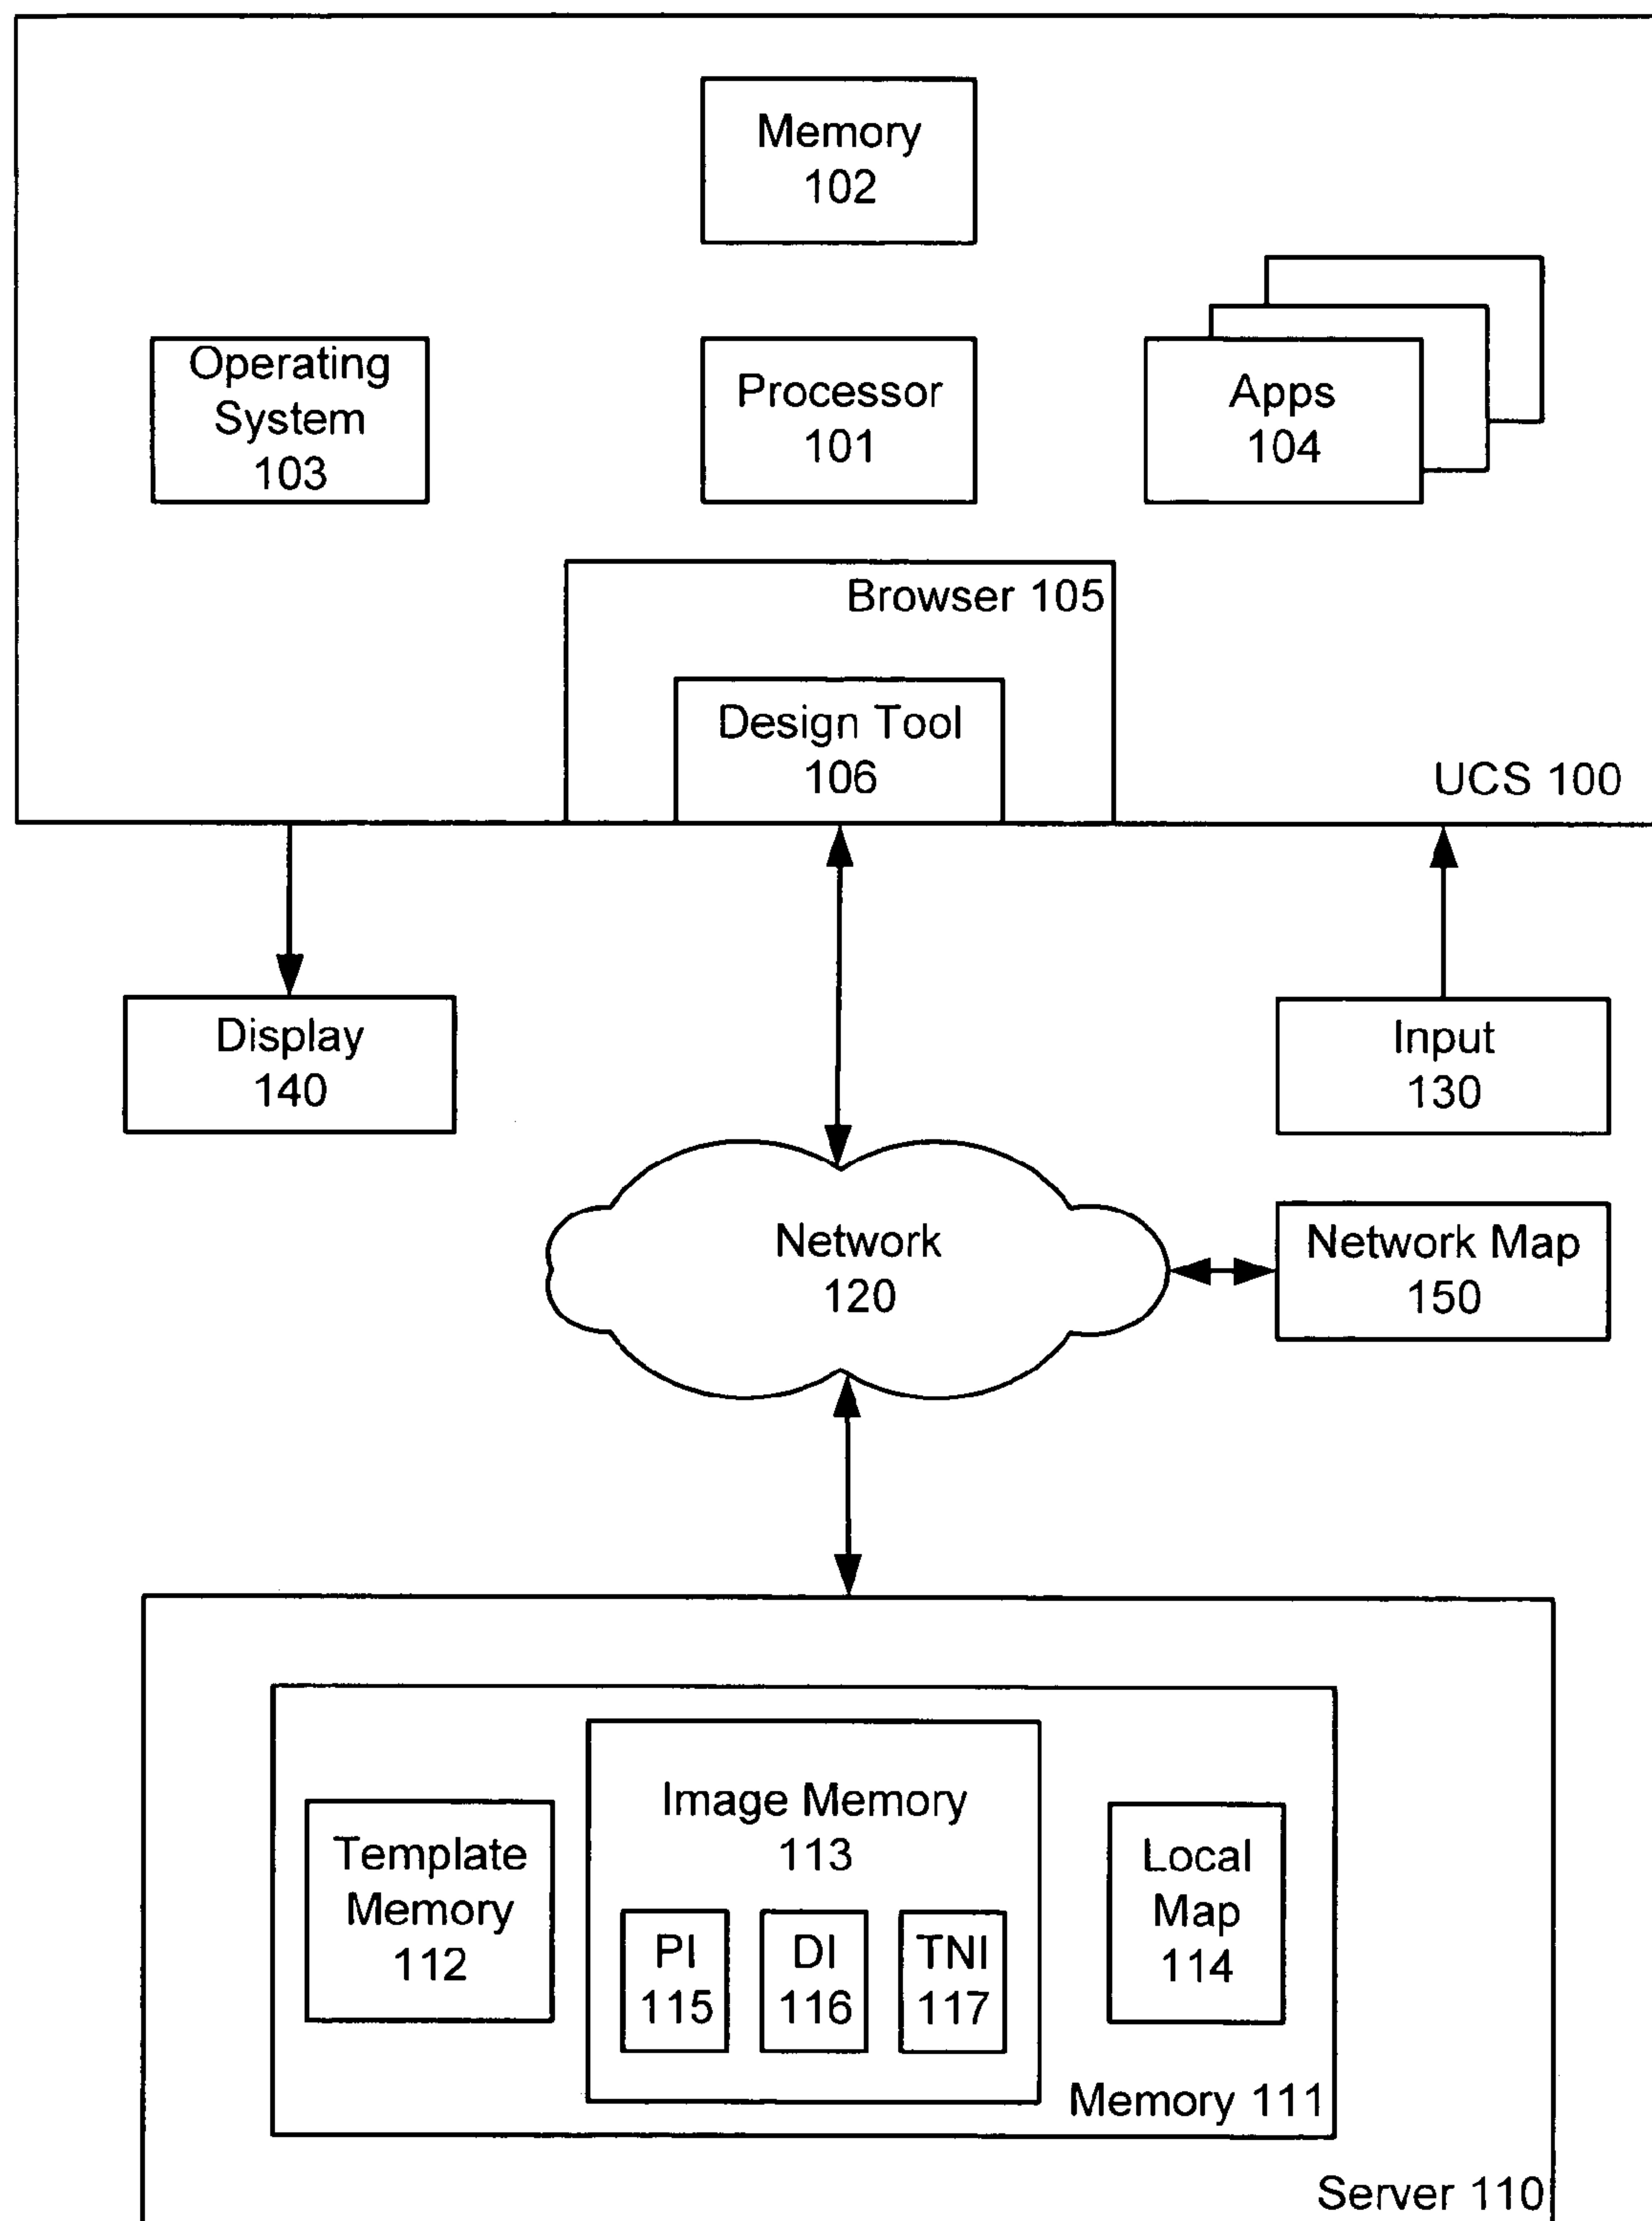 Memory
102
Operating
System
103
Processor
101
Apps
104
Browser 105
Design Tool
106
UCS 100
Display
140
Input
130
Network
120
Network Map
150
Image Memory
113
Template
Memory
112
Local
Map
114
PI
115
DI
116
TNI
117
Memory 111
Server 110